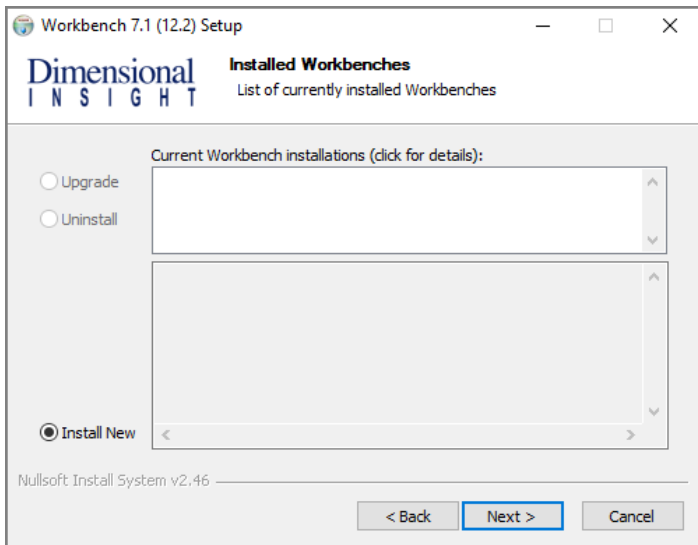 Workbench 7.1 (12.2) Setup
Dimensional
INSIGHT
Installed Workbenches
List of currently installed Workbenches
Current Workbench installations (click for details):
Upgrade
Uninstall
Install New
Nullsoft Install System v2.46
< Back
Next >
Cancel